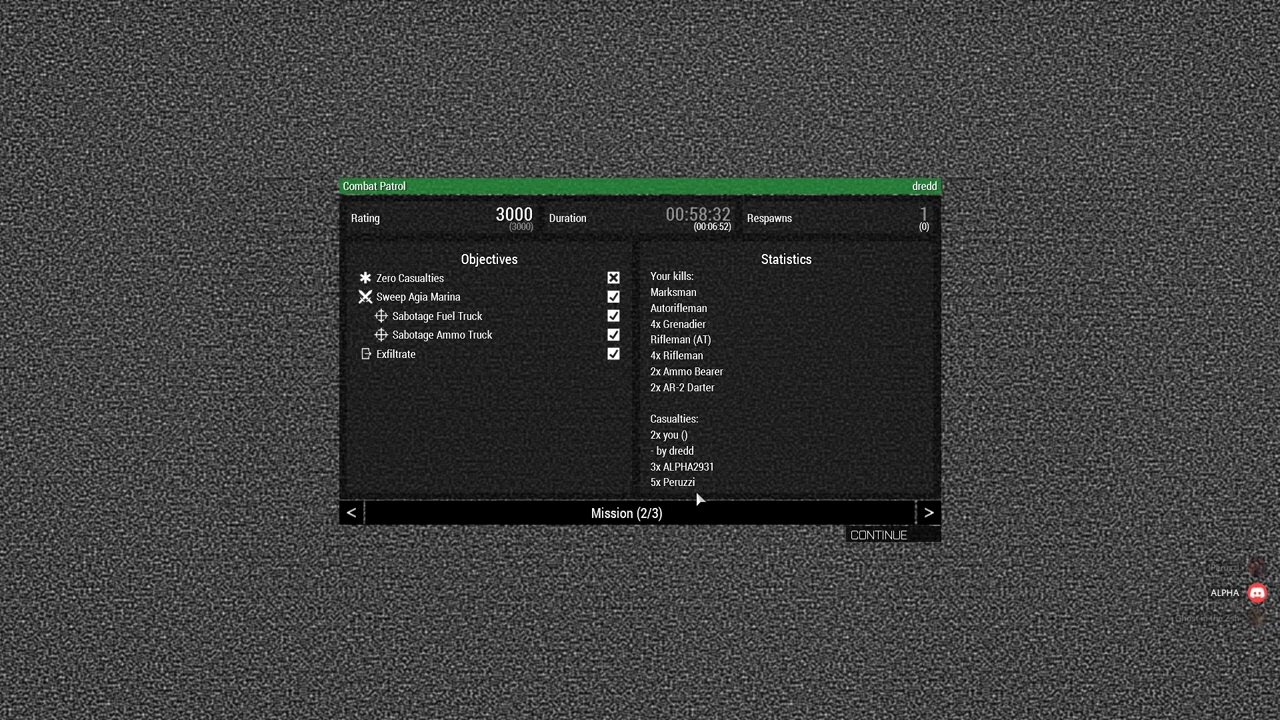 Combat Patrol dredd
Rating 3000 (3000) Duration 00:58:32 (00:06:52) Respawns 1 (0)
Objectives
Zero Casualties
Sweep Agia Marina
Sabotage Fuel Truck
Sabotage Ammo Truck
Exfiltrate
Statistics
Your kills:
Marksman
Autorifleman
4x Grenadier
Rifleman (AT)
4x Rifleman
2x Ammo Bearer
2x AR-2 Darter
Casualties:
2x you ()
- by dredd
3x ALPHA2931
5x Peruzzi
< Mission (2/3) >
CONTINUE
ALPHA